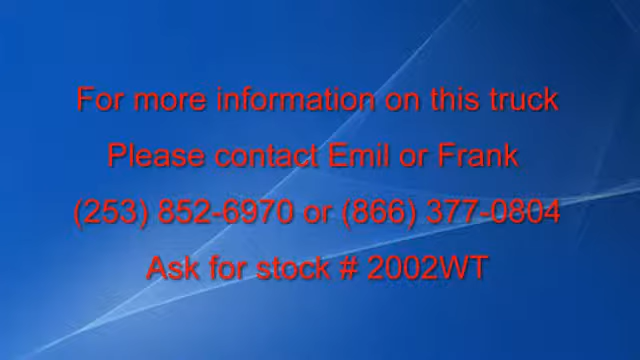 For more information on this truck
Please contact Emil or Frank
(253) 852-6970 or (866) 377-0804
Ask for stock # 2002WT